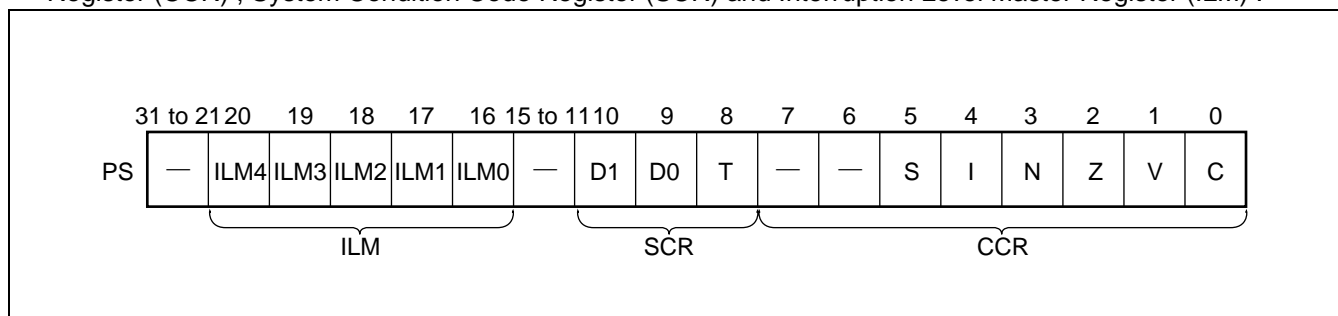 Register (CCR) , System Condition Code Register (SCR) and Interruption Level Master Register (ILM) .
31 to 21 20 19 18 17 16 15 to 11 10 9 8 7 6 5 4 3 2 1 0
PS — ILM4 ILM3 ILM2 ILM1 ILM0 — D1 D0 T — — S I N Z V C
ILM SCR CCR